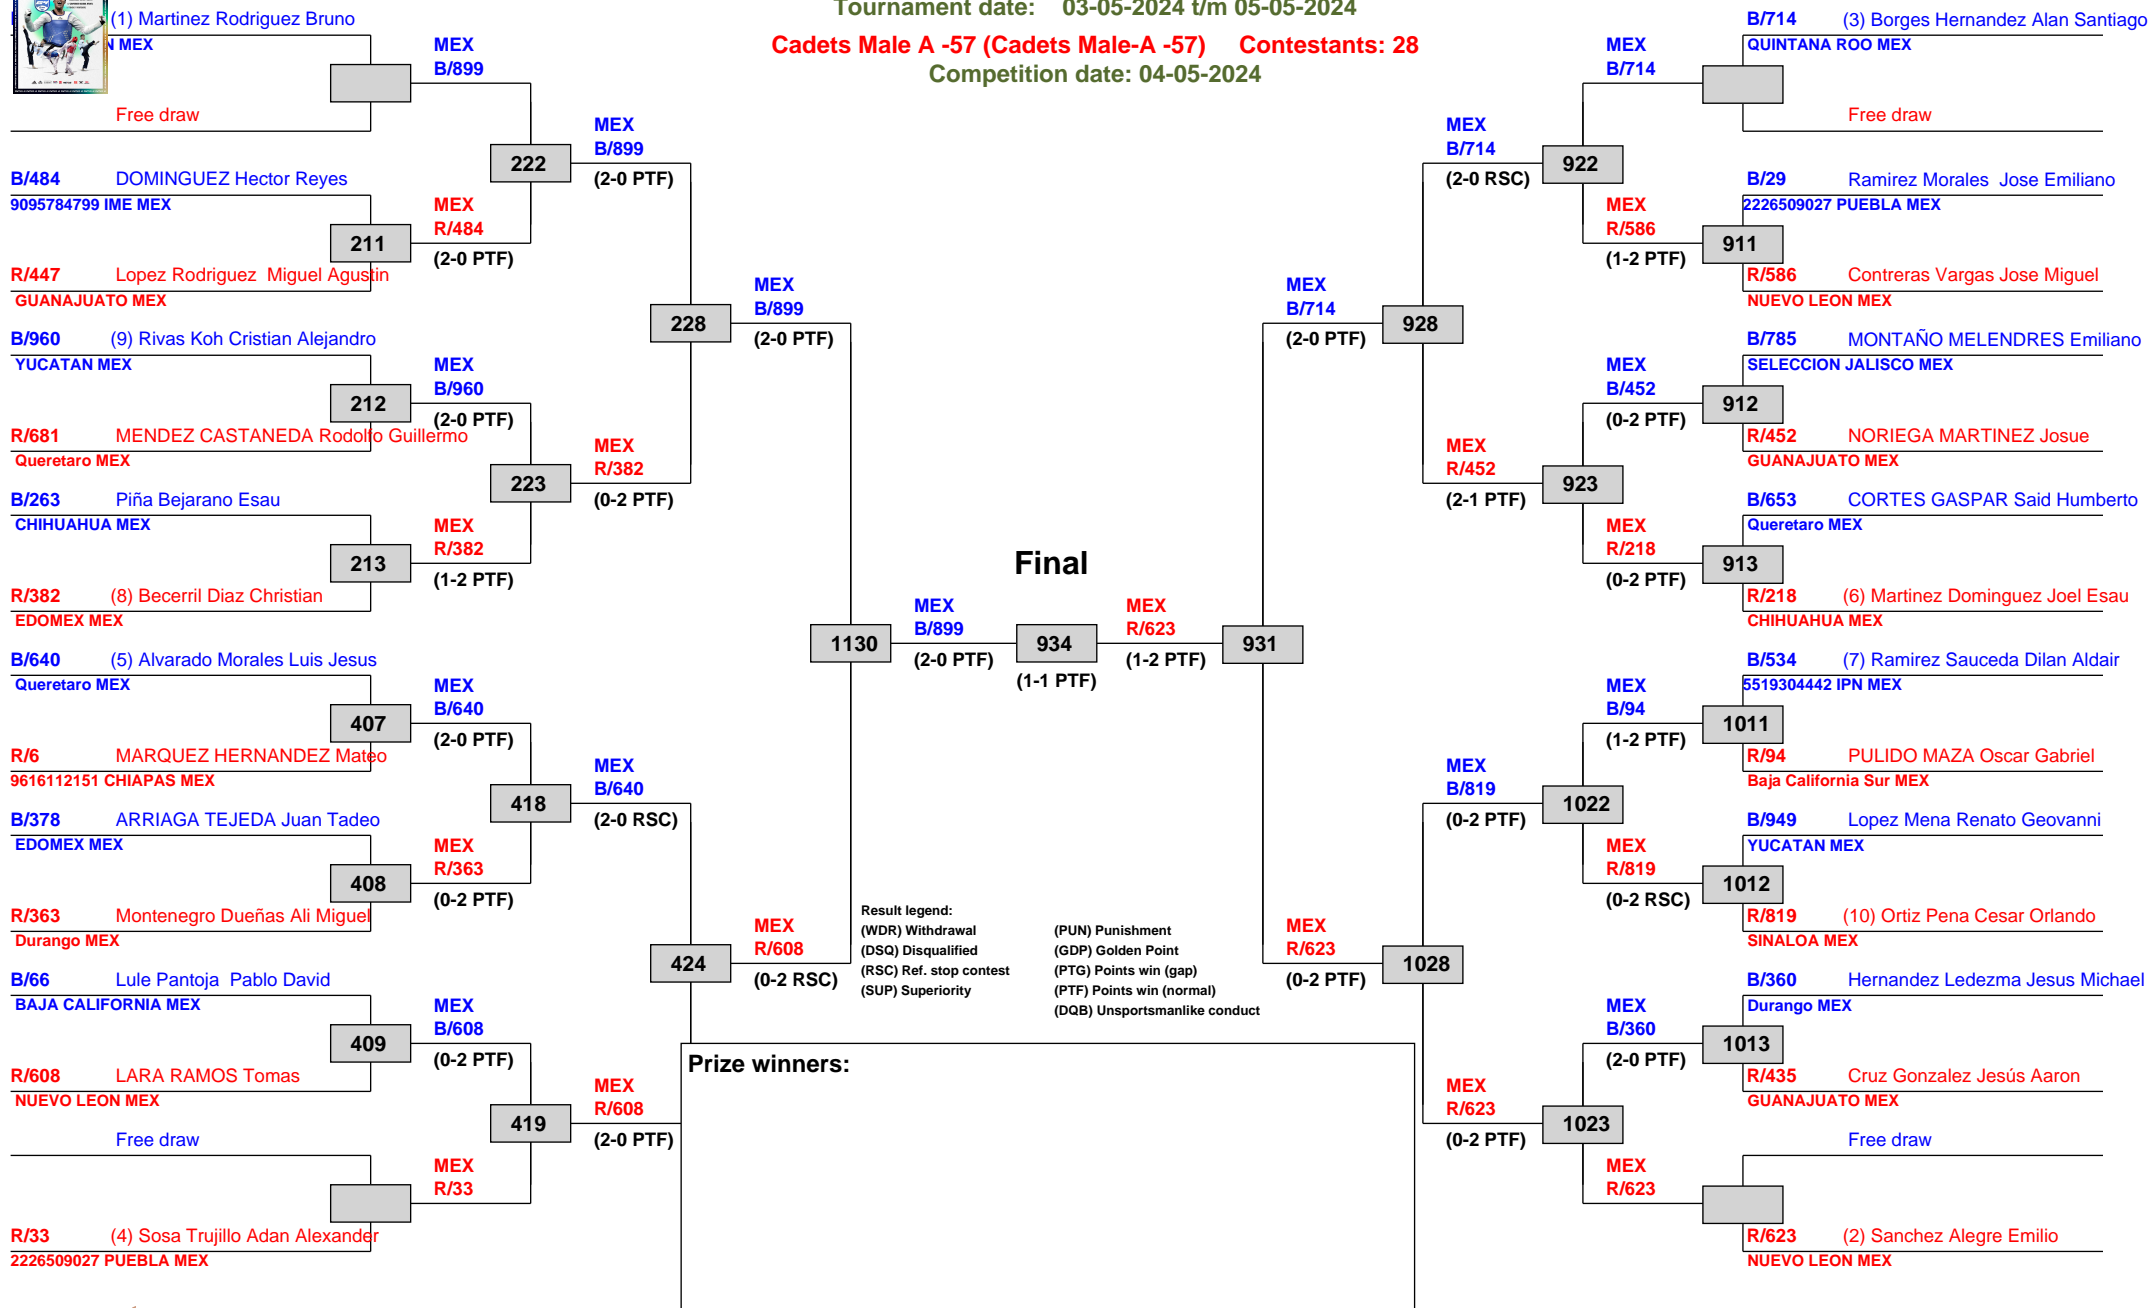 Tournament date: 03-05-2024 t/m 05-05-2024
Cadets Male A -57 (Cadets Male-A -57) Contestants: 28
Competition date: 04-05-2024
(1) Martinez Rodriguez Bruno
N MEX
Free draw
B/484 DOMINGUEZ Hector Reyes
9095784799 IME MEX
211
R/447 Lopez Rodriguez Miguel Agustin
GUANAJUATO MEX
B/960 (9) Rivas Koh Cristian Alejandro
YUCATAN MEX
212
R/681 MENDEZ CASTANEDA Rodolfo Guillermo
Queretaro MEX
B/263 Piña Bejarano Esau
CHIHUAHUA MEX
213
R/382 (8) Becerril Diaz Christian
EDOMEX MEX
B/640 (5) Alvarado Morales Luis Jesus
Queretaro MEX
407
R/6 MARQUEZ HERNANDEZ Mateo
9616112151 CHIAPAS MEX
B/378 ARRIAGA TEJEDA Juan Tadeo
EDOMEX MEX
408
R/363 Montenegro Dueñas Ali Miguel
Durango MEX
B/66 Lule Pantoja Pablo David
BAJA CALIFORNIA MEX
409
R/608 LARA RAMOS Tomas
NUEVO LEON MEX
Free draw
R/33 (4) Sosa Trujillo Adan Alexander
2226509027 PUEBLA MEX
MEX
B/899
222
MEX
R/484
(2-0 PTF)
MEX
B/960
(2-0 PTF)
223
MEX
R/382
(1-2 PTF)
MEX
B/640
(2-0 PTF)
418
MEX
R/363
(0-2 PTF)
MEX
B/608
(0-2 PTF)
419
MEX
R/33
MEX
B/899
(2-0 PTF)
228
MEX
R/382
(0-2 PTF)
MEX
B/640
(2-0 RSC)
424
MEX
R/608
(2-0 PTF)
MEX
B/899
(2-0 PTF)
1130
MEX
R/608
(0-2 RSC)
Final
MEX
B/899
(2-0 PTF)
934
(1-1 PTF)
MEX
R/623
(1-2 PTF)
931
MEX
B/714
(2-0 PTF)
MEX
R/623
(0-2 PTF)
Result legend:
(WDR) Withdrawal
(DSQ) Disqualified
(RSC) Ref. stop contest
(SUP) Superiority
(PUN) Punishment
(GDP) Golden Point
(PTG) Points win (gap)
(PTF) Points win (normal)
(DQB) Unsportsmanlike conduct
Prize winners:
MEX
B/714
(2-0 RSC)
928
MEX
R/452
(2-1 PTF)
MEX
B/819
(0-2 PTF)
1028
MEX
R/623
(0-2 PTF)
MEX
B/714
922
MEX
R/586
(1-2 PTF)
MEX
B/452
(0-2 PTF)
923
MEX
R/218
(0-2 PTF)
MEX
B/94
(1-2 PTF)
1022
MEX
R/819
(0-2 RSC)
MEX
B/360
(2-0 PTF)
1023
MEX
R/623
B/714 (3) Borges Hernandez Alan Santiago
QUINTANA ROO MEX
Free draw
B/29 Ramirez Morales Jose Emiliano
2226509027 PUEBLA MEX
911
R/586 Contreras Vargas Jose Miguel
NUEVO LEON MEX
B/785 MONTAÑO MELENDRES Emiliano
SELECCION JALISCO MEX
912
R/452 NORIEGA MARTINEZ Josue
GUANAJUATO MEX
B/653 CORTES GASPAR Said Humberto
Queretaro MEX
913
R/218 (6) Martinez Dominguez Joel Esau
CHIHUAHUA MEX
B/534 (7) Ramirez Sauceda Dilan Aldair
5519304442 IPN MEX
1011
R/94 PULIDO MAZA Oscar Gabriel
Baja California Sur MEX
B/949 Lopez Mena Renato Geovanni
YUCATAN MEX
1012
R/819 (10) Ortiz Pena Cesar Orlando
SINALOA MEX
B/360 Hernandez Ledezma Jesus Michael
Durango MEX
1013
R/435 Cruz Gonzalez Jesús Aaron
GUANAJUATO MEX
Free draw
R/623 (2) Sanchez Alegre Emilio
NUEVO LEON MEX